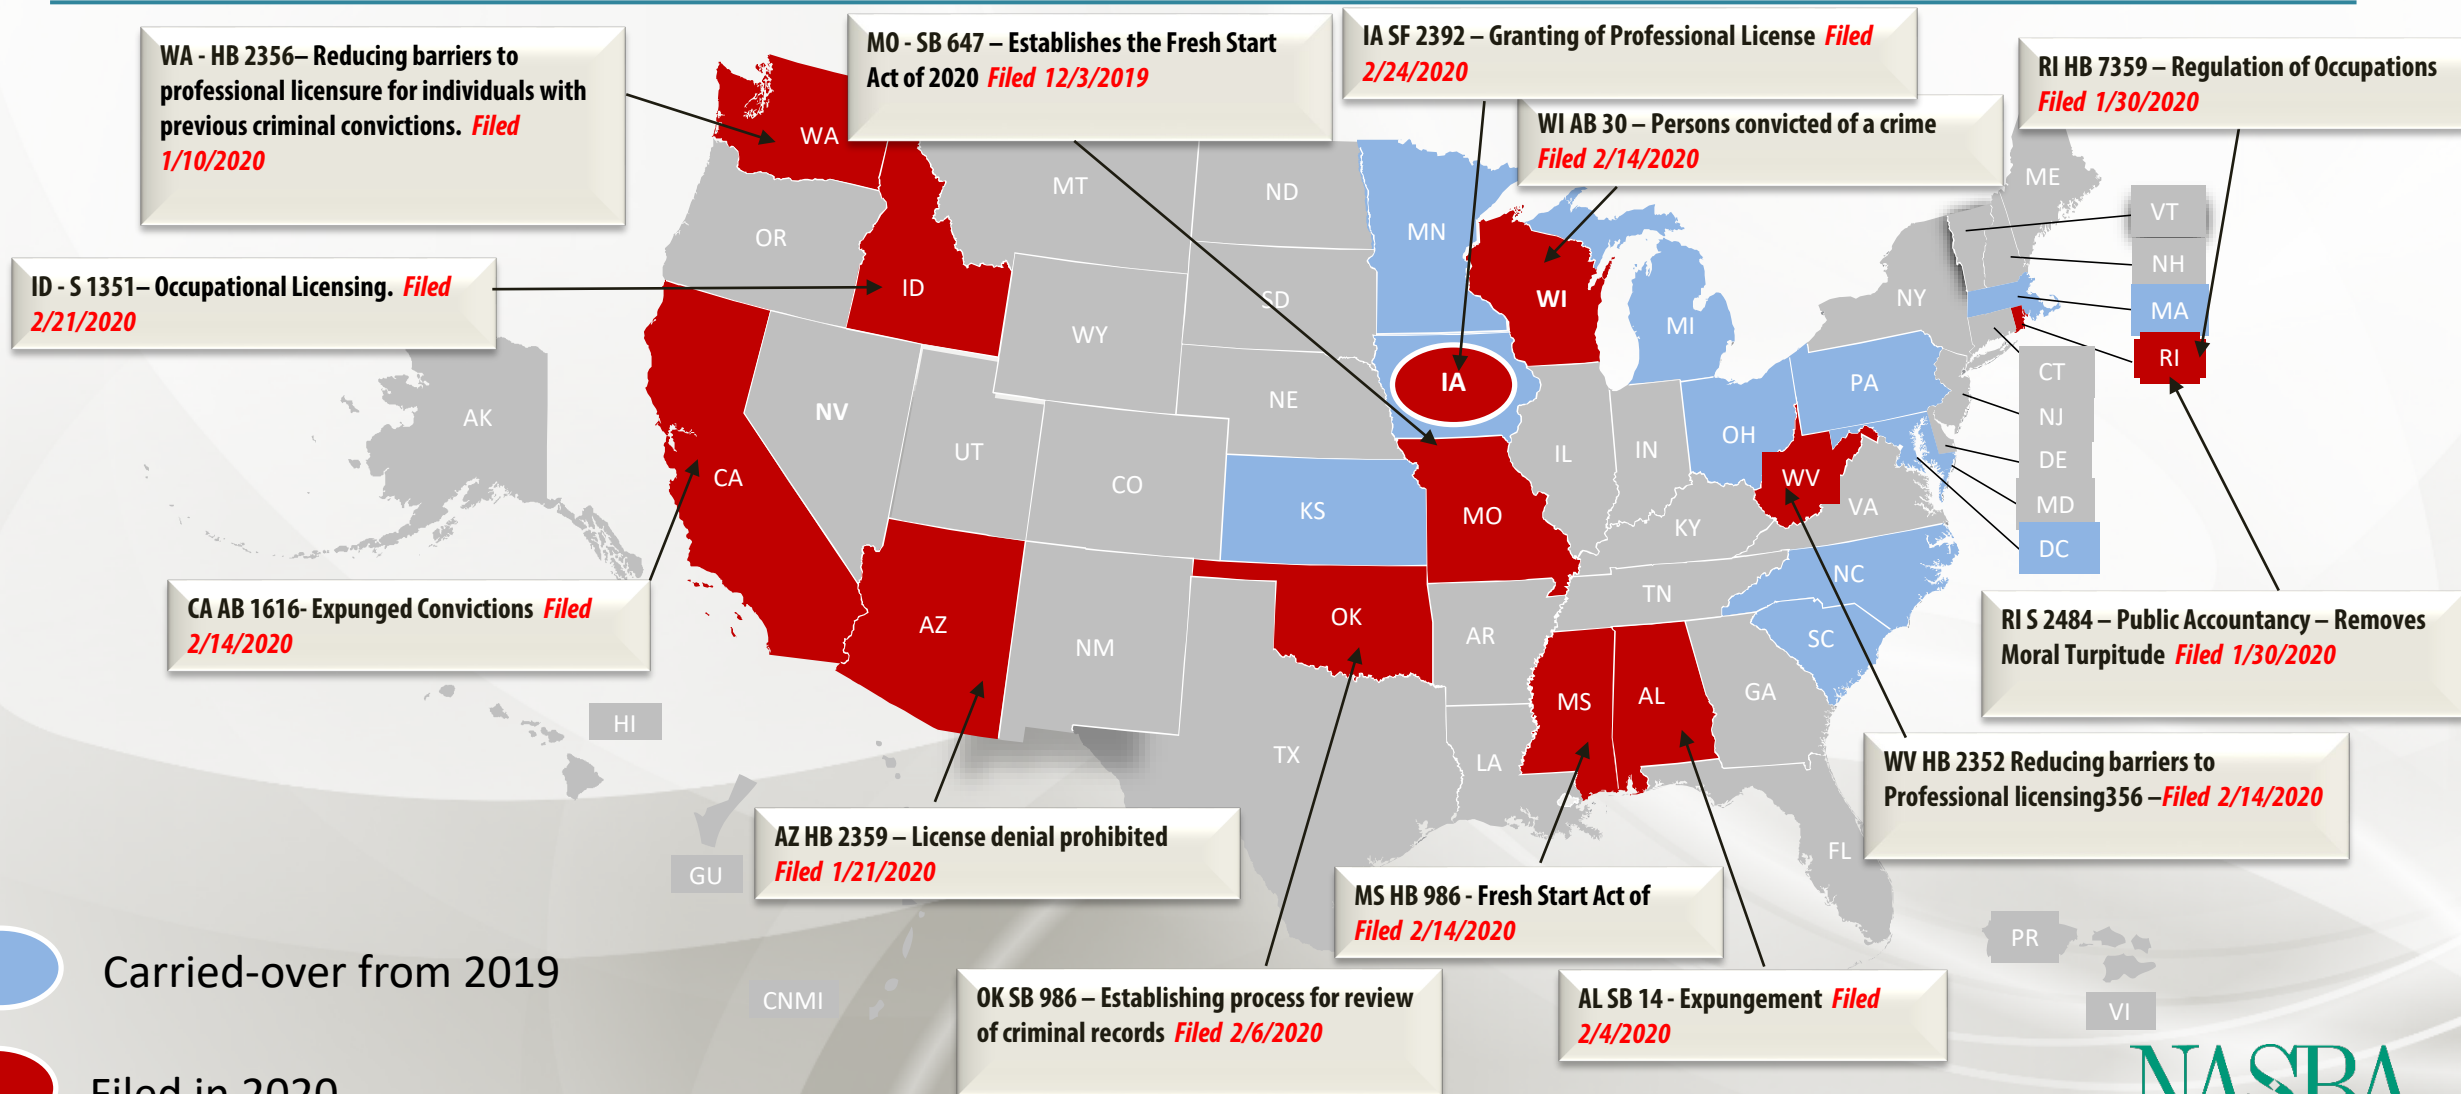 WA - HB 2356– Reducing barriers to
professional licensure for individuals with
previous criminal convictions. Filed
1/10/2020
MO - SB 647 – Establishes the Fresh Start
Act of 2020 Filed 12/3/2019
IA SF 2392 – Granting of Professional License Filed
2/24/2020
WI AB 30 – Persons convicted of a crime
Filed 2/14/2020
RI HB 7359 – Regulation of Occupations
Filed 1/30/2020
ID - S 1351– Occupational Licensing. Filed
2/21/2020
WA
MT
ND
MN
ME
VT
OR
NH
ID
SD
WI
NY
MA
WY
MI
RI
AK
NV
NE
IA
PA
CT
NJ
UT
CO
IL
IN
OH
DE
CA
KS
MO
KY
WV
VA
MD
DC
CA AB 1616- Expunged Convictions Filed
2/14/2020
AZ
NM
OK
AR
TN
NC
SC
RI S 2484 – Public Accountancy – Removes
Moral Turpitude Filed 1/30/2020
HI
TX
LA
MS
AL
GA
FL
WV HB 2352 Reducing barriers to
Professional licensing356 –Filed 2/14/2020
GU
AZ HB 2359 – License denial prohibited
Filed 1/21/2020
MS HB 986 - Fresh Start Act of
Filed 2/14/2020
PR
VI
CNMI
OK SB 986 – Establishing process for review
of criminal records Filed 2/6/2020
AL SB 14 - Expungement Filed
2/4/2020
Carried-over from 2019
Filed in 2020
NASBA